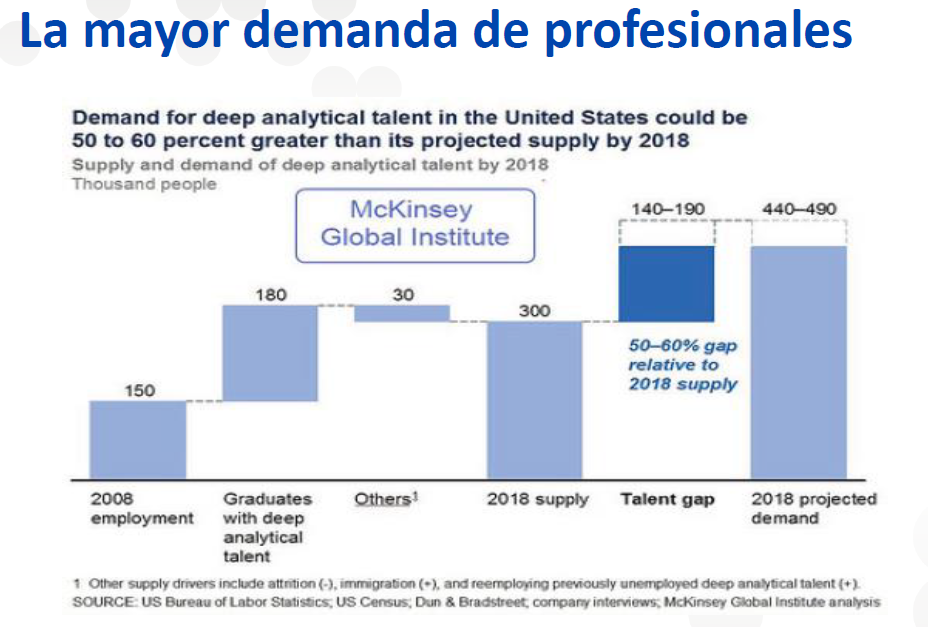 La mayor demanda de profesionales
Demand for deep analytical talent in the United States could be
50 to 60 percent greater than its projected supply by 2018
Supply and demand of deep analytical talent by 2018
Thousand people
McKinsey
Global Institute
140–190
440–490
180
30
300
150
50–60% gap
relative to
2018 supply
2008
employment
Graduates
with deep
analytical
talent
Others¹
2018 supply
Talent gap
2018 projected
demand
1 Other supply drivers include attrition (-), immigration (+), and reemploying previously unemployed deep analytical talent (+).
SOURCE: US Bureau of Labor Statistics; US Census; Dun & Bradstreet; company interviews; McKinsey Global Institute analysis